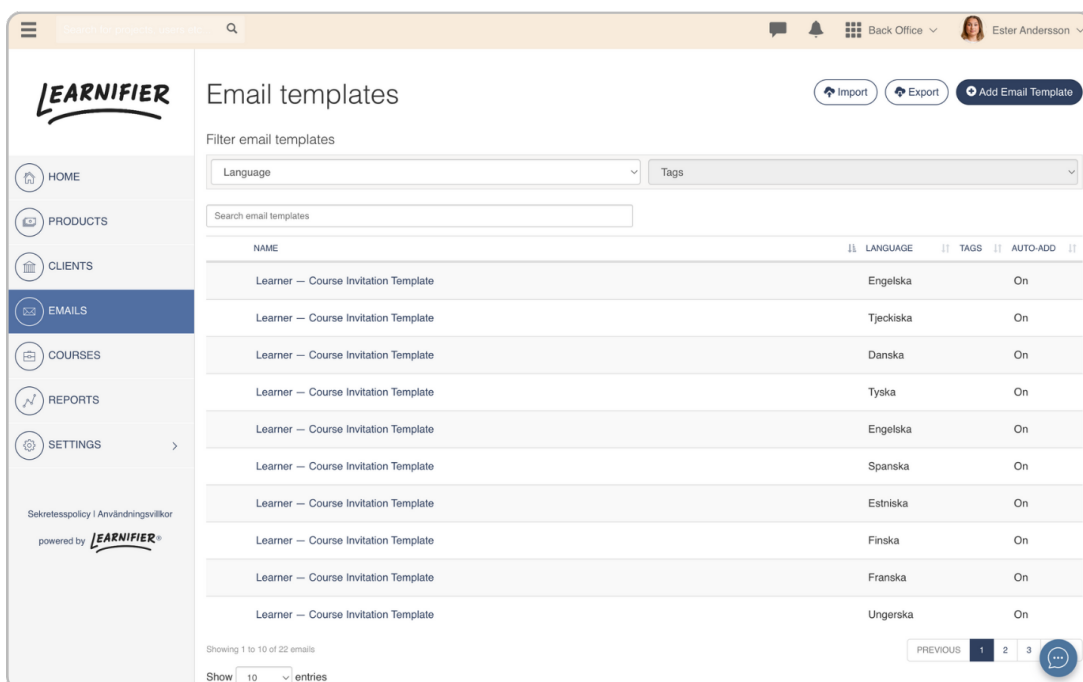 Back Office
Ester Andersson
LEARNIFIER
Email templates
Import
Export
Add Email Template
Filter email templates
Language
Tags
Search email templates
HOME
PRODUCTS
CLIENTS
EMAILS
COURSES
REPORTS
SETTINGS
Sekretesspolicy | Användningsvillkor
powered by LEARNIFIER®
NAME LANGUAGE TAGS AUTO-ADD
Learner — Course Invitation Template Engelska On
Learner — Course Invitation Template Tjeckiska On
Learner — Course Invitation Template Danska On
Learner — Course Invitation Template Tyska On
Learner — Course Invitation Template Engelska On
Learner — Course Invitation Template Spanska On
Learner — Course Invitation Template Estniska On
Learner — Course Invitation Template Finska On
Learner — Course Invitation Template Franska On
Learner — Course Invitation Template Ungerska On
Showing 1 to 10 of 22 emails
PREVIOUS 1 2 3
Show 10 entries